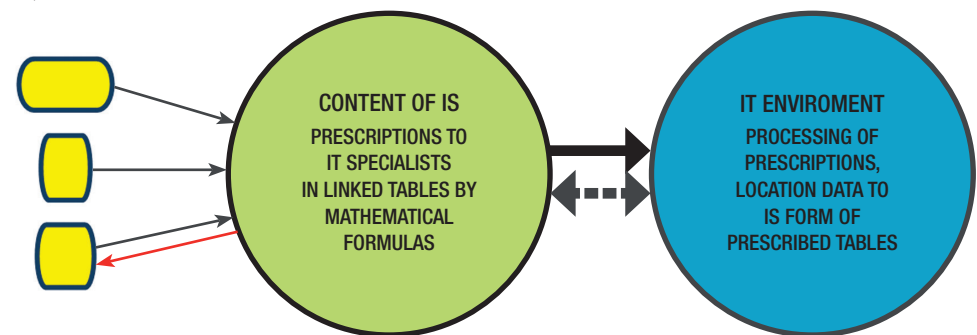 CONTENT OF IS
PRESCRIPTIONS TO
IT SPECIALISTS
IN LINKED TABLES BY
MATHEMATICAL
FORMULAS
IT ENVIROMENT
PROCESSING OF
PRESCRIPTIONS,
LOCATION DATA TO
IS FORM OF
PRESCRIBED TABLES